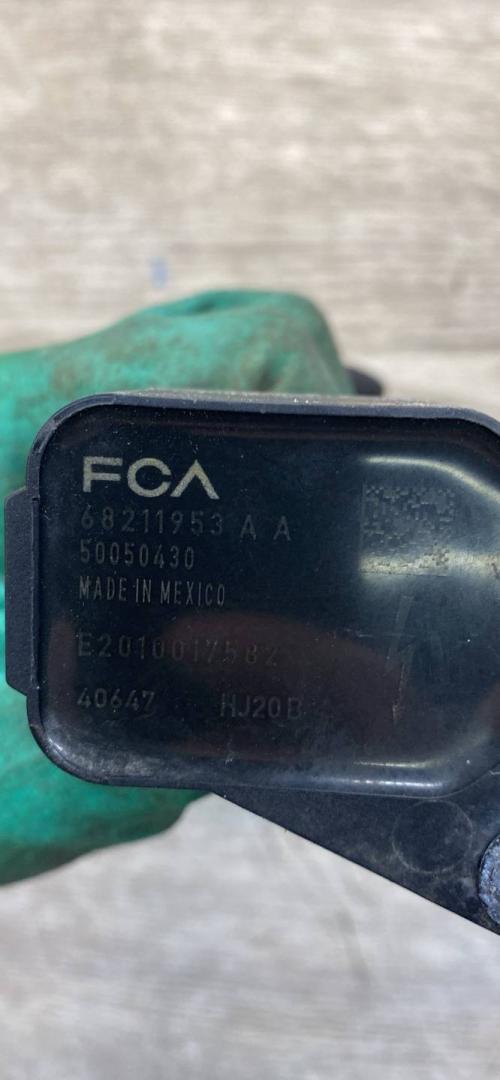 FCA
68211953 A A
50050430
MADE IN MEXICO
E2010017582
40647 HJ20B